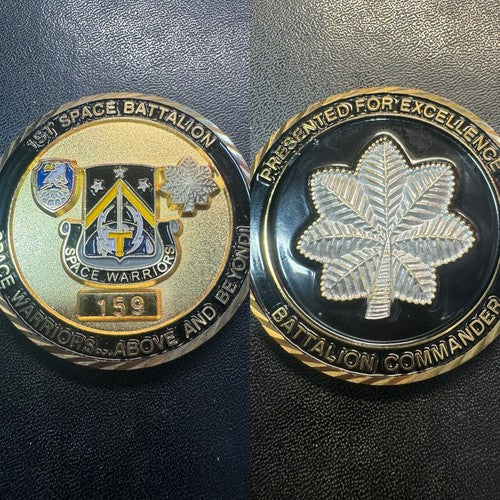 1ST SPACE BATTALION
SPACE WARRIORS
159
SPACE WARRIORS...ABOVE AND BEYOND!
PRESENTED FOR EXCELLENCE
BATTALION COMMANDER